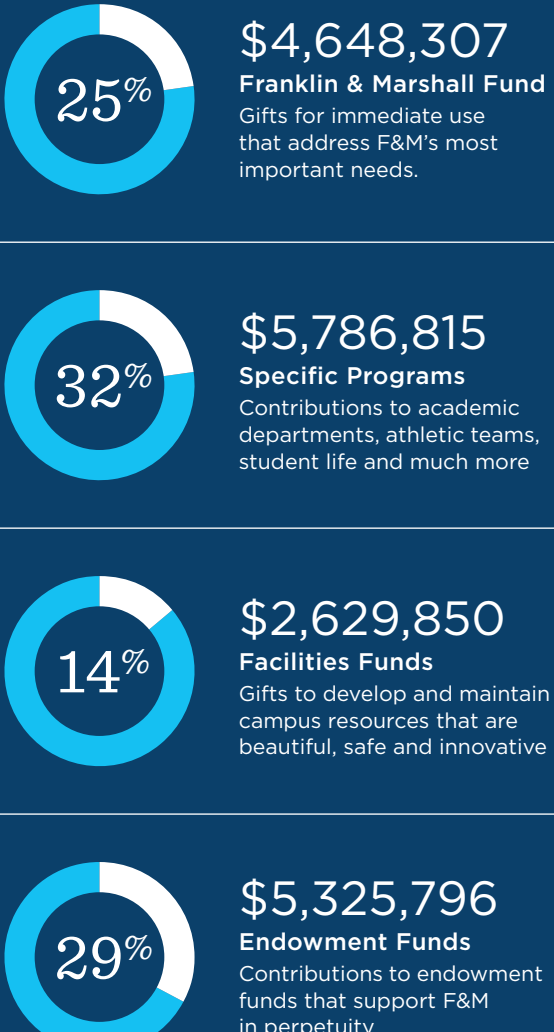 25%
$4,648,307
Franklin & Marshall Fund
Gifts for immediate use
that address F&M’s most
important needs.
32%
$5,786,815
Specific Programs
Contributions to academic
departments, athletic teams,
student life and much more
14%
$2,629,850
Facilities Funds
Gifts to develop and maintain
campus resources that are
beautiful, safe and innovative
29%
$5,325,796
Endowment Funds
Contributions to endowment
funds that support F&M
in perpetuity